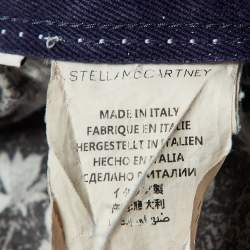 STELLA McCARTNEY
MADE IN ITALY
FABRIQUE EN ITALIE
HERGESTELLT IN ITALIEN
HECHO EN ITALIA
СДЕЛАНО В ИТАЛИИ
イタリア製
意大利
صنع في إيطاليا